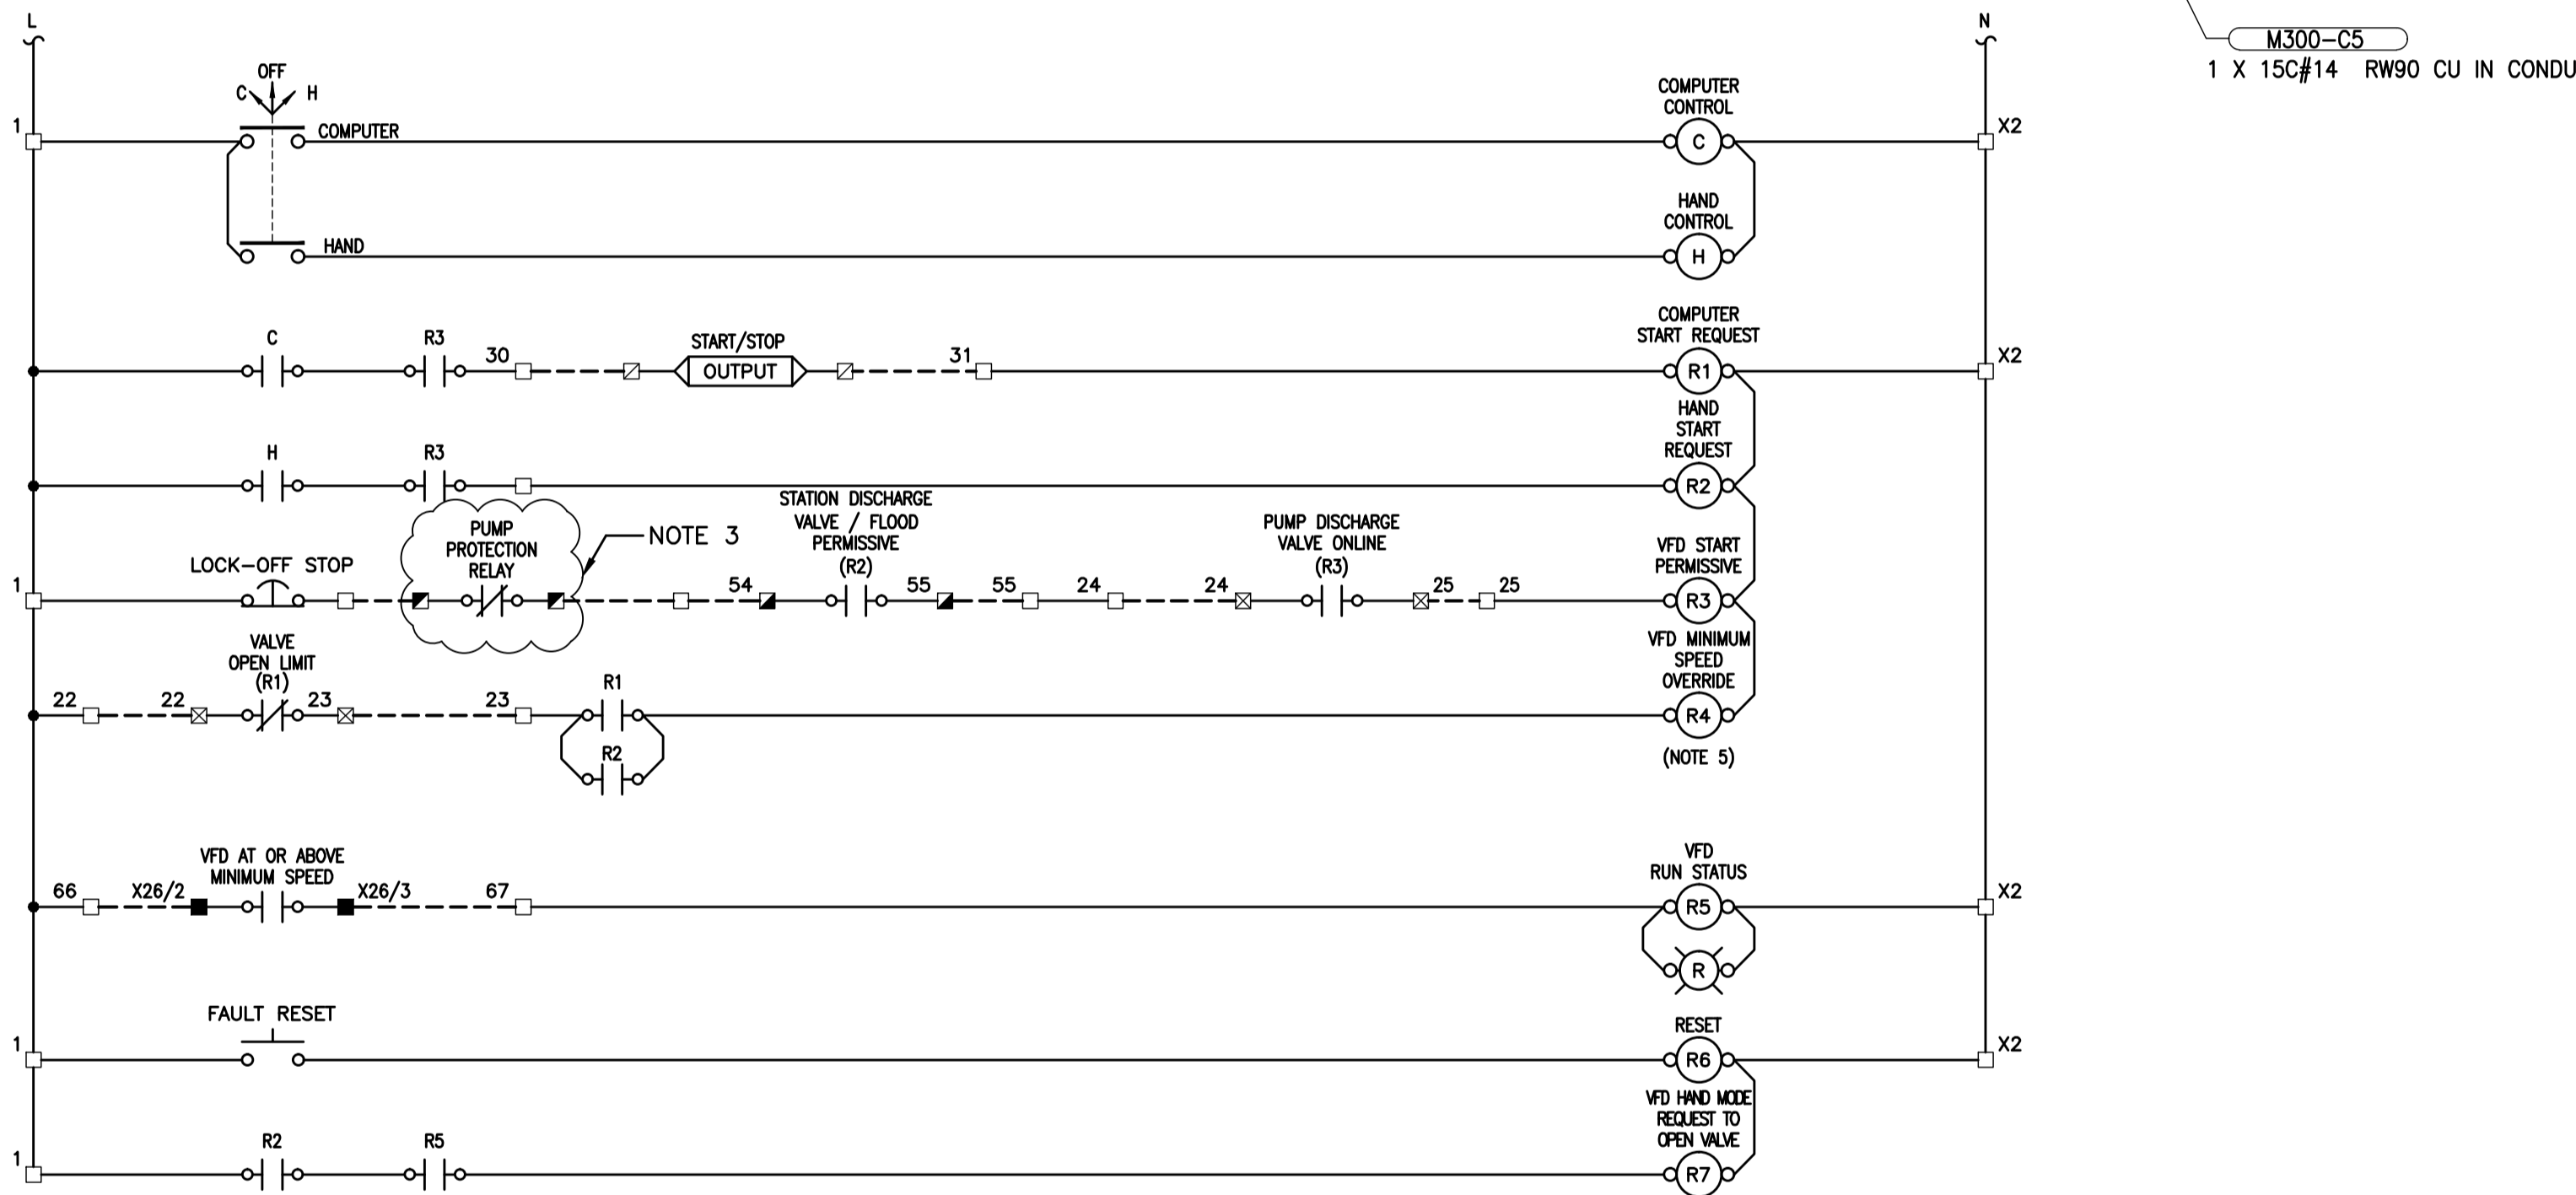 L
N
M300-C5
1 X 15C#14 RW90 CU IN CONDU
OFF
C H
COMPUTER
CONTROL
1
COMPUTER
C
X2
HAND
CONTROL
HAND
H
COMPUTER
START REQUEST
C
R3
30
START/STOP
OUTPUT
31
R1
X2
HAND
START
REQUEST
H
R3
R2
1
LOCK-OFF STOP
PUMP
PROTECTION
RELAY
NOTE 3
54
STATION DISCHARGE
VALVE / FLOOD
PERMISSIVE
(R2)
55
55
24
24
PUMP DISCHARGE
VALVE ONLINE
(R3)
25
25
VFD START
PERMISSIVE
R3
VALVE
OPEN LIMIT
(R1)
22
22
23
23
R1
R2
VFD MINIMUM
SPEED
OVERRIDE
R4
(NOTE 5)
VFD AT OR ABOVE
MINIMUM SPEED
66
X26/2
X26/3
67
VFD
RUN STATUS
R5
X2
R
FAULT RESET
1
RESET
R6
X2
VFD HAND MODE
REQUEST TO
OPEN VALVE
1
R2
R5
R7